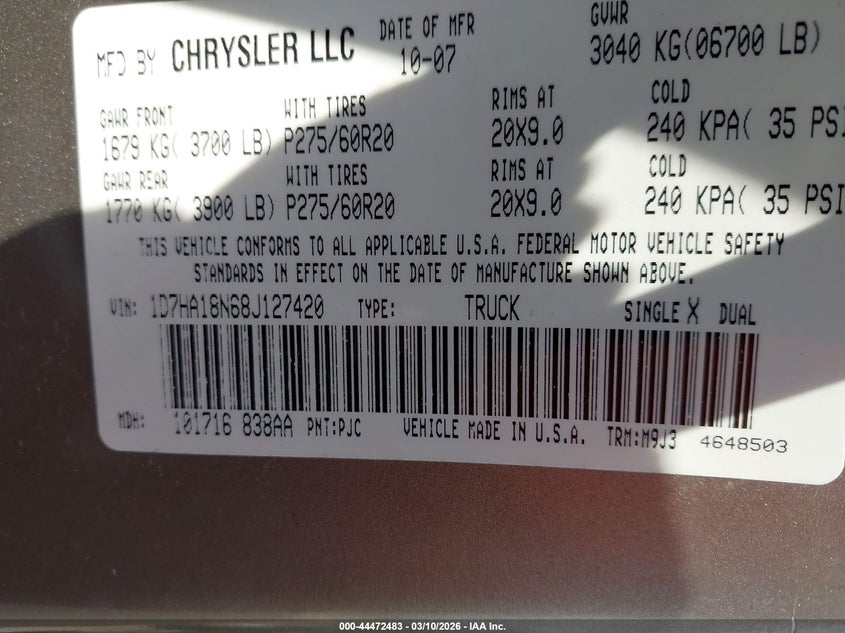 MFD BY CHRYSLER LLC DATE OF MFR 10-07 GVWR 3040 KG(06700 LB)
GAWR FRONT WITH TIRES RIMS AT COLD
1679 KG( 3700 LB) P275/60R20 20X9.0 240 KPA( 35 PSI
GAWR REAR WITH TIRES RIMS AT COLD
1770 KG( 3900 LB) P275/60R20 20X9.0 240 KPA( 35 PSI
THIS VEHICLE CONFORMS TO ALL APPLICABLE U.S.A. FEDERAL MOTOR VEHICLE SAFETY
STANDARDS IN EFFECT ON THE DATE OF MANUFACTURE SHOWN ABOVE.
VIN: 1D7HA18N68J127420 TYPE: TRUCK SINGLE X DUAL
MDH: 101716 838AA PNT:PJC VEHICLE MADE IN U.S.A. TRM:M9J3 4648503
000-44472483 - 03/10/2026 - IAA Inc.